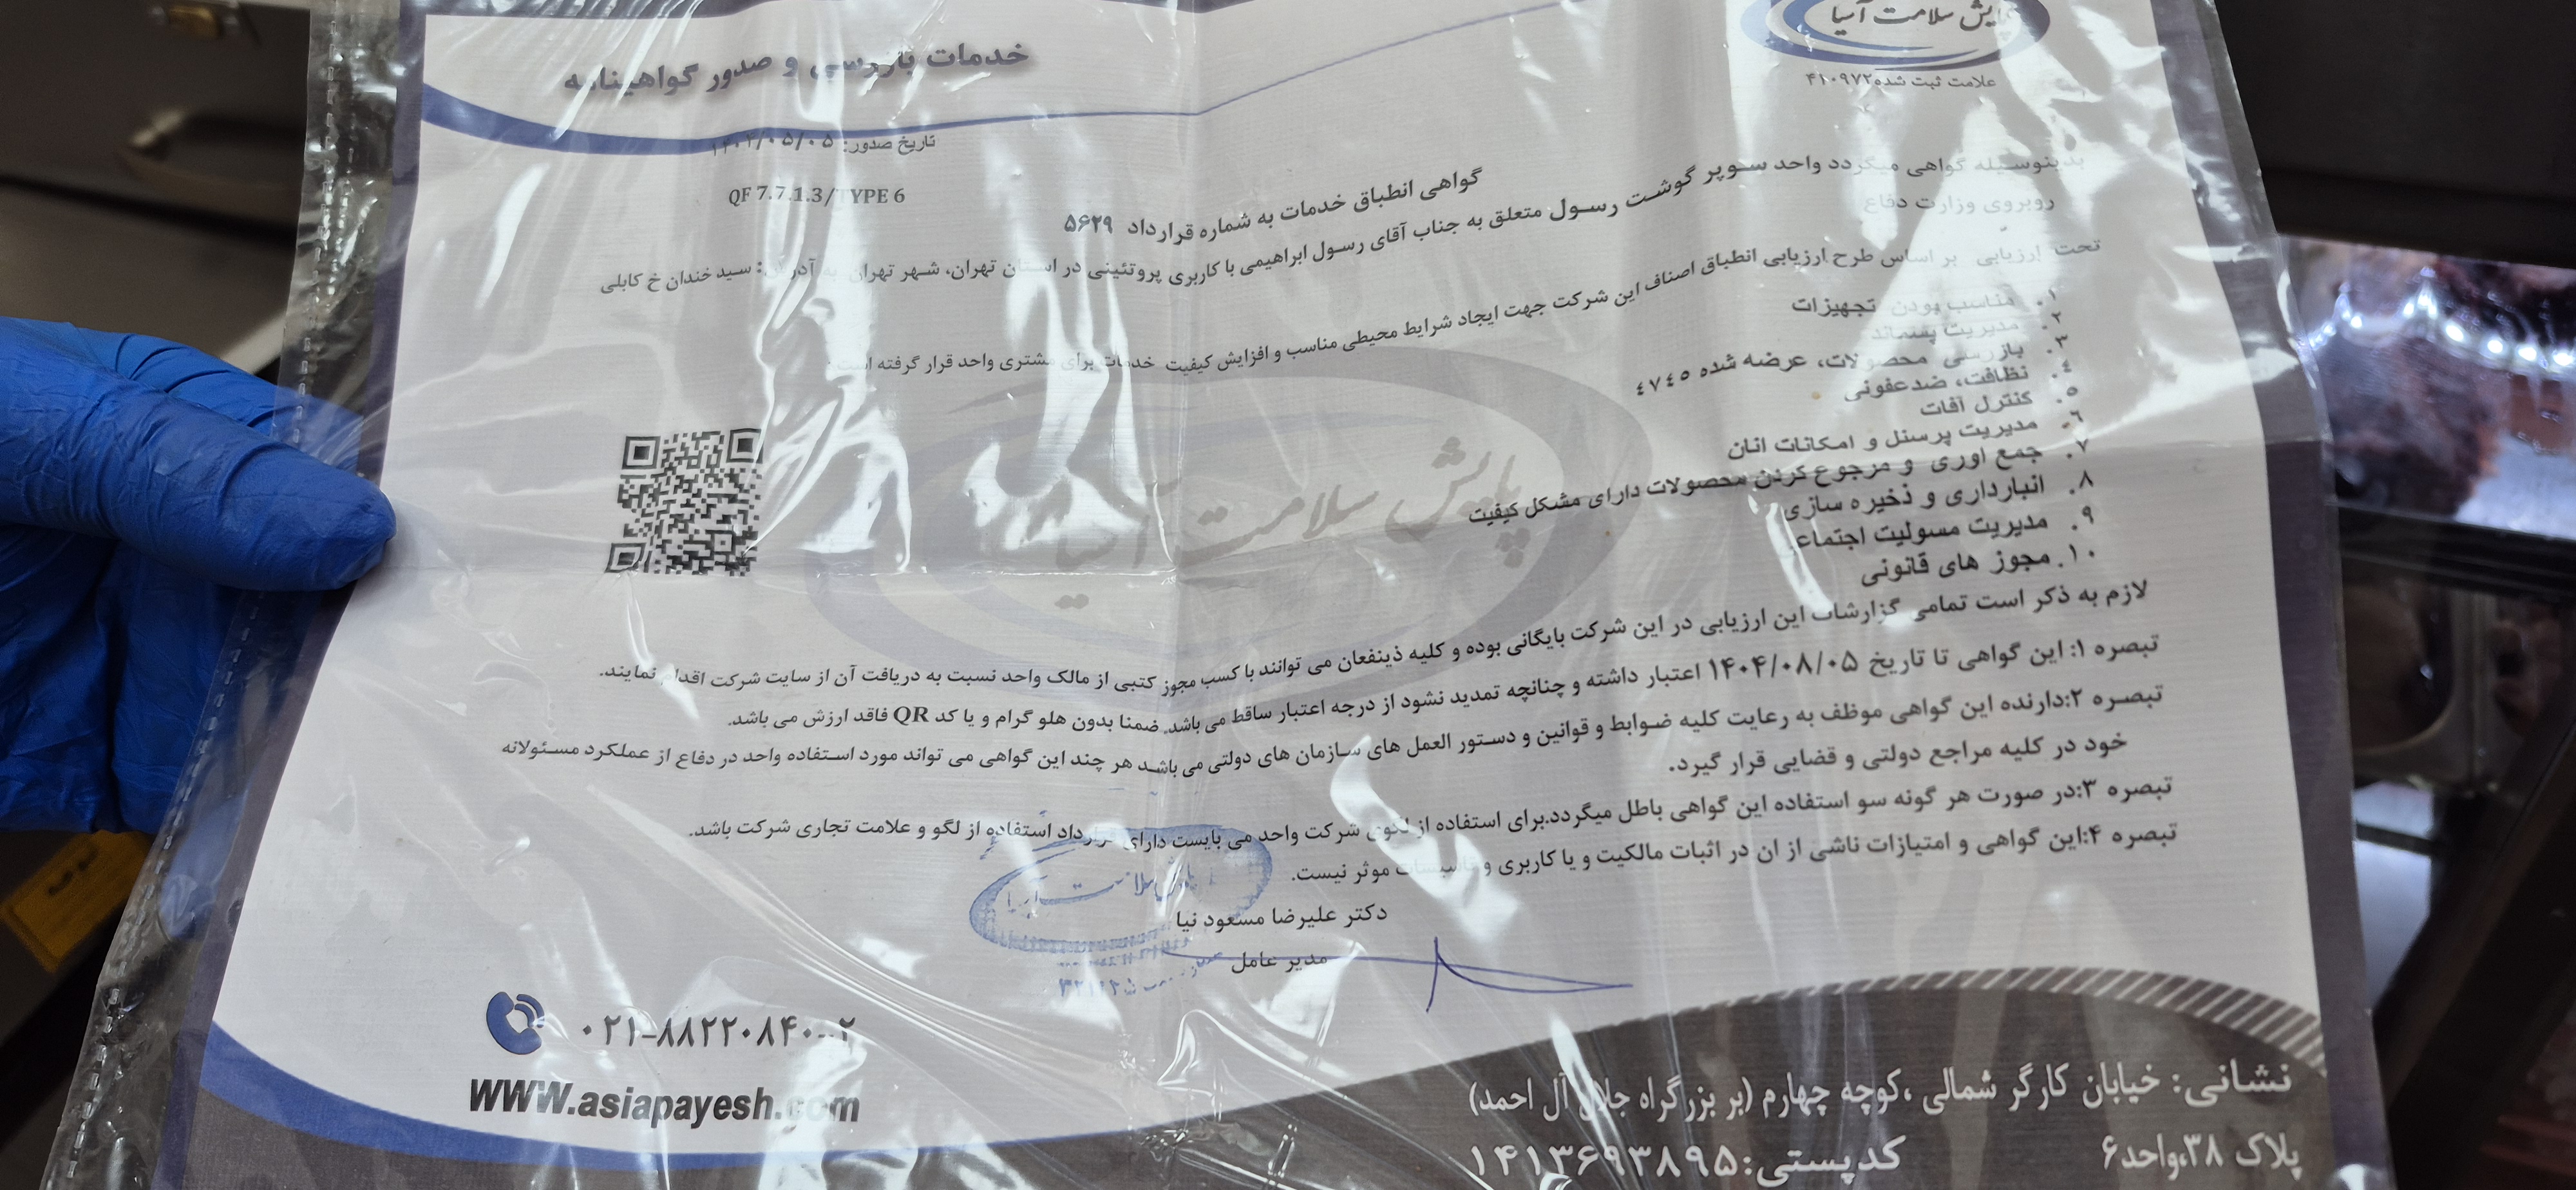 پایش سلامت آسیا
علامت ثبت شده ۴۱۰۹۷۲
خدمات بازرسی و صدور گواهینامه
تاریخ صدور: ۱۴۰۴/۰۵/۰۵
QF 7.7.1.3/TYPE 6
گواهی انطباق خدمات به شماره قرارداد ۵۶۲۹
بدینوسیله گواهی میگردد واحد سوپر گوشت رسول متعلق به جناب آقای رسول ابراهیمی با کاربری پروتئینی در استان تهران، شهر تهران به آدرس: سید خندان خ کابلی
روبروی وزارت دفاع
تحت ارزیابی بر اساس طرح ارزیابی انطباق اصناف این شرکت جهت ایجاد شرایط محیطی مناسب و افزایش کیفیت خدمات برای مشتری واحد قرار گرفته است:
۱. مناسب بودن تجهیزات
۲. مدیریت پسماند
۳. بازرسی محصولات، عرضه شده ٤٧٤٥
٤. نظافت، ضدعفونی
٥. کنترل آفات
٦. مدیریت پرسنل و امکانات انان
۷. جمع اوری و مرجوع کردن محصولات دارای مشکل کیفیت
۸. انبارداری و ذخیره سازی
۹. مدیریت مسولیت اجتماعی
۱۰. مجوز های قانونی
پایش سلامت آسیا
لازم به ذکر است تمامی گزارشات این ارزیابی در این شرکت بایگانی بوده و کلیه ذینفعان می توانند با کسب مجوز کتبی از مالک واحد نسبت به دریافت آن از سایت شرکت اقدام نمایند.
تبصره ۱: این گواهی تا تاریخ ۱۴۰۴/۰۸/۰۵ اعتبار داشته و چنانچه تمدید نشود از درجه اعتبار ساقط می باشد. ضمنا بدون هلو گرام و یا کد QR فاقد ارزش می باشد.
تبصره ۲:دارنده این گواهی موظف به رعایت کلیه ضوابط و قوانین و دستور العمل های سازمان های دولتی می باشد هر چند این گواهی می تواند مورد استفاده واحد در دفاع از عملکرد مسئولانه
خود در کلیه مراجع دولتی و قضایی قرار گیرد.
تبصره ۳:در صورت هر گونه سو استفاده این گواهی باطل میگردد.برای استفاده از لگوی شرکت واحد می بایست دارای قرارداد استفاده از لگو و علامت تجاری شرکت باشد.
تبصره ۴:این گواهی و امتیازات ناشی از ان در اثبات مالکیت و یا کاربری و تاسیسات موثر نیست.
پایش سلامت آسیا
دکتر علیرضا مسعود نیا
مدیر عامل
۰۲۱-۸۸۲۲۰۸۴۰-۲
WWW.asiapayesh.com
نشانی: خیابان کارگر شمالی ،کوچه چهارم (بر بزرگراه جلال آل احمد)
پلاک ۳۸،واحد۶
کدپستی:۱۴۱۳۶۹۳۸۹۵